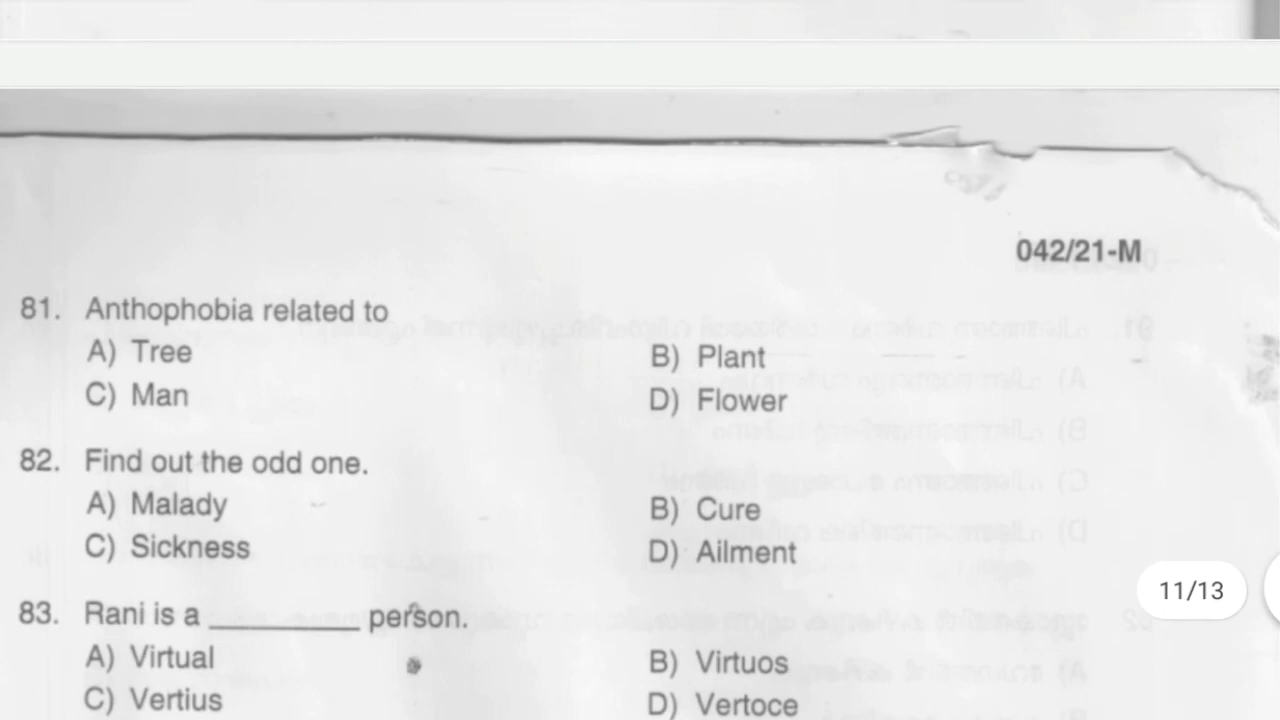 042/21-M
81. Anthophobia related to
A) Tree
B) Plant
C) Man
D) Flower
82. Find out the odd one.
A) Malady
B) Cure
C) Sickness
D) Ailment
83. Rani is a __________ person.
A) Virtual
B) Virtuos
C) Vertius
D) Vertoce
11/13